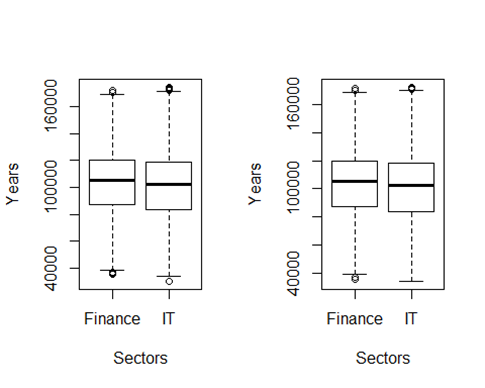 Years
160000
100000
40000
Finance
IT
Sectors
Years
160000
100000
40000
Finance
IT
Sectors